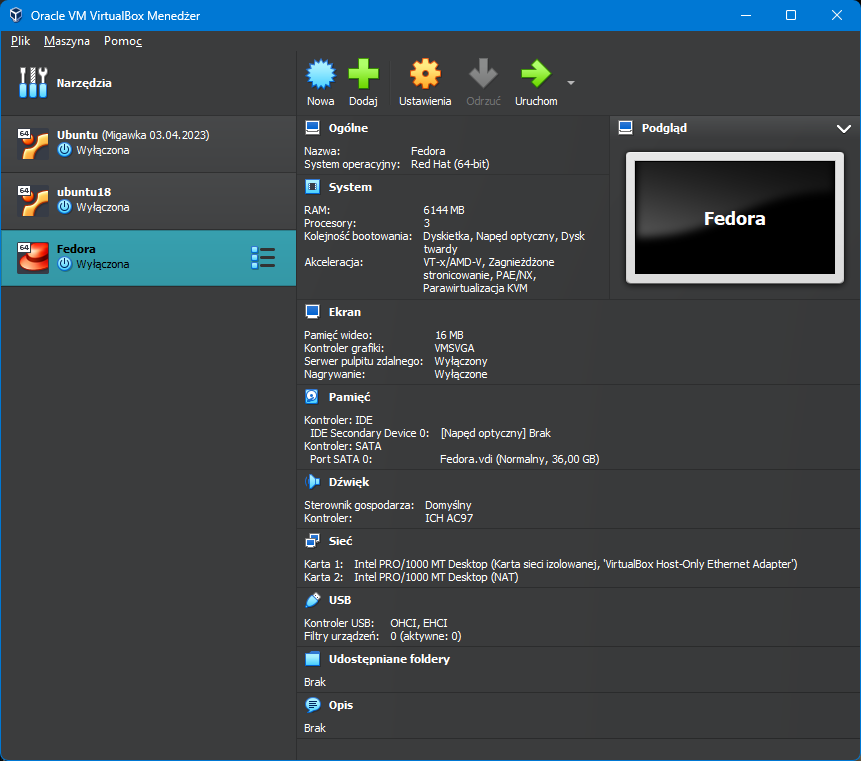 Oracle VM VirtualBox Menedżer
Plik Maszyna Pomoc
Narzędzia
Nowa Dodaj Ustawienia Odrzuć Uruchom
64
Ubuntu (Migawka 03.04.2023)
Wyłączona
64
ubuntu18
Wyłączona
64
Fedora
Wyłączona
Ogólne
Nazwa: Fedora
System operacyjny: Red Hat (64-bit)
System
RAM: 6144 MB
Procesory: 3
Kolejność bootowania: Dyskietka, Napęd optyczny, Dysk
twardy
Akceleracja: VT-x/AMD-V, Zagnieżdżone
stronicowanie, PAE/NX,
Parawirtualizacja KVM
Podgląd
Fedora
Ekran
Pamięć wideo: 16 MB
Kontroler grafiki: VMSVGA
Serwer pulpitu zdalnego: Wyłączony
Nagrywanie: Wyłączone
Pamięć
Kontroler: IDE
IDE Secondary Device 0: [Napęd optyczny] Brak
Kontroler: SATA
Port SATA 0: Fedora.vdi (Normalny, 36,00 GB)
Dźwięk
Sterownik gospodarza: Domyślny
Kontroler: ICH AC97
Sieć
Karta 1: Intel PRO/1000 MT Desktop (Karta sieci izolowanej, 'VirtualBox Host-Only Ethernet Adapter')
Karta 2: Intel PRO/1000 MT Desktop (NAT)
USB
Kontroler USB: OHCI, EHCI
Filtry urządzeń: 0 (aktywne: 0)
Udostępniane foldery
Brak
Opis
Brak